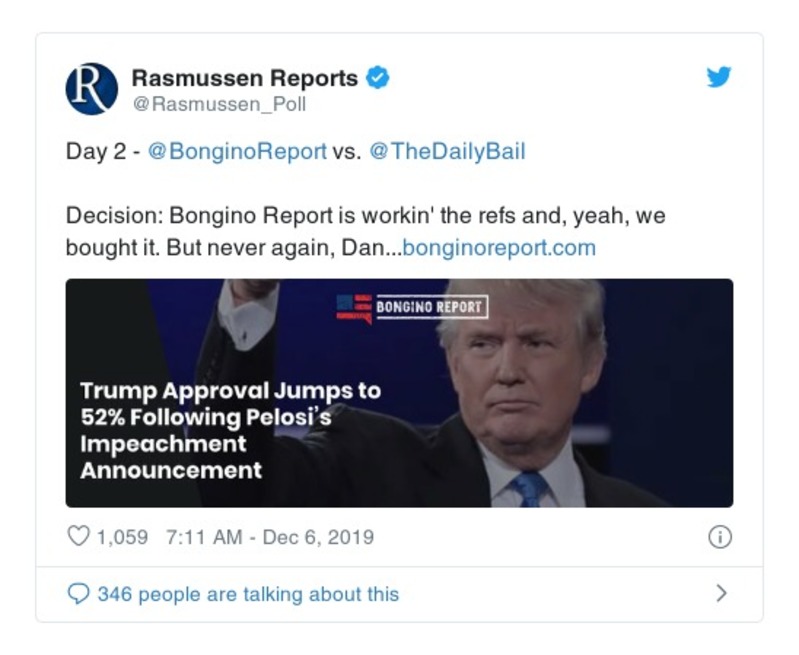 Rasmussen Reports
@Rasmussen_Poll
Day 2 - @BonginoReport vs. @TheDailyBail
Decision: Bongino Report is workin' the refs and, yeah, we
bought it. But never again, Dan...bonginoreport.com
BONGINO REPORT
Trump Approval Jumps to
52% Following Pelosi's
Impeachment
Announcement
1,059 7:11 AM - Dec 6, 2019
346 people are talking about this